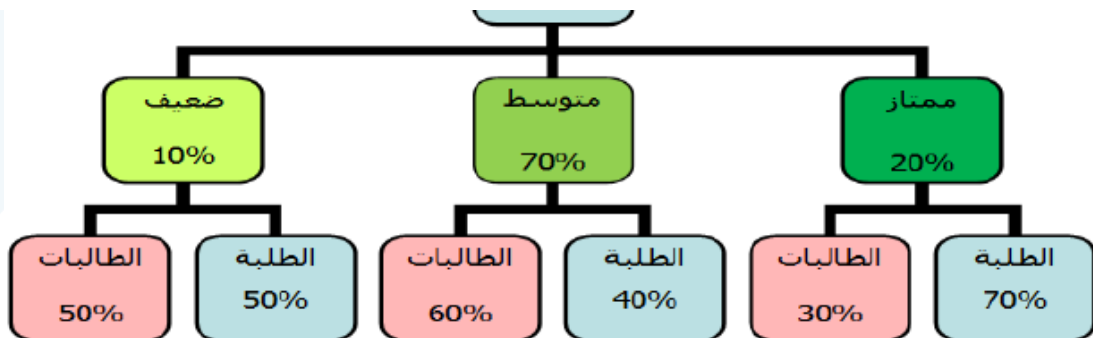 ممتاز
20%
متوسط
70%
ضعيف
10%
الطلبة
70%
الطالبات
30%
الطلبة
40%
الطالبات
60%
الطلبة
50%
الطالبات
50%